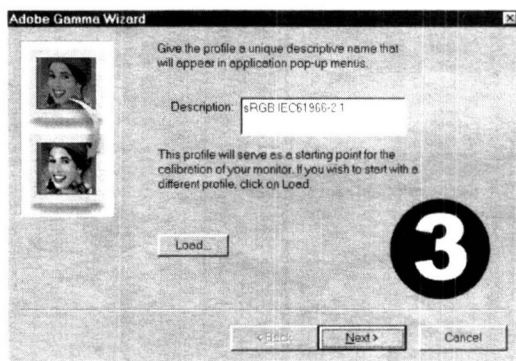 Adobe Gamma Wizard
Give the profile a unique descriptive name that
will appear in application pop-up menus.
Description: sRGB IEC61966-2.1
This profile will serve as a starting point for the
calibration of your monitor. If you wish to start with a
different profile, click on Load.
Load...
3
< Back Next > Cancel